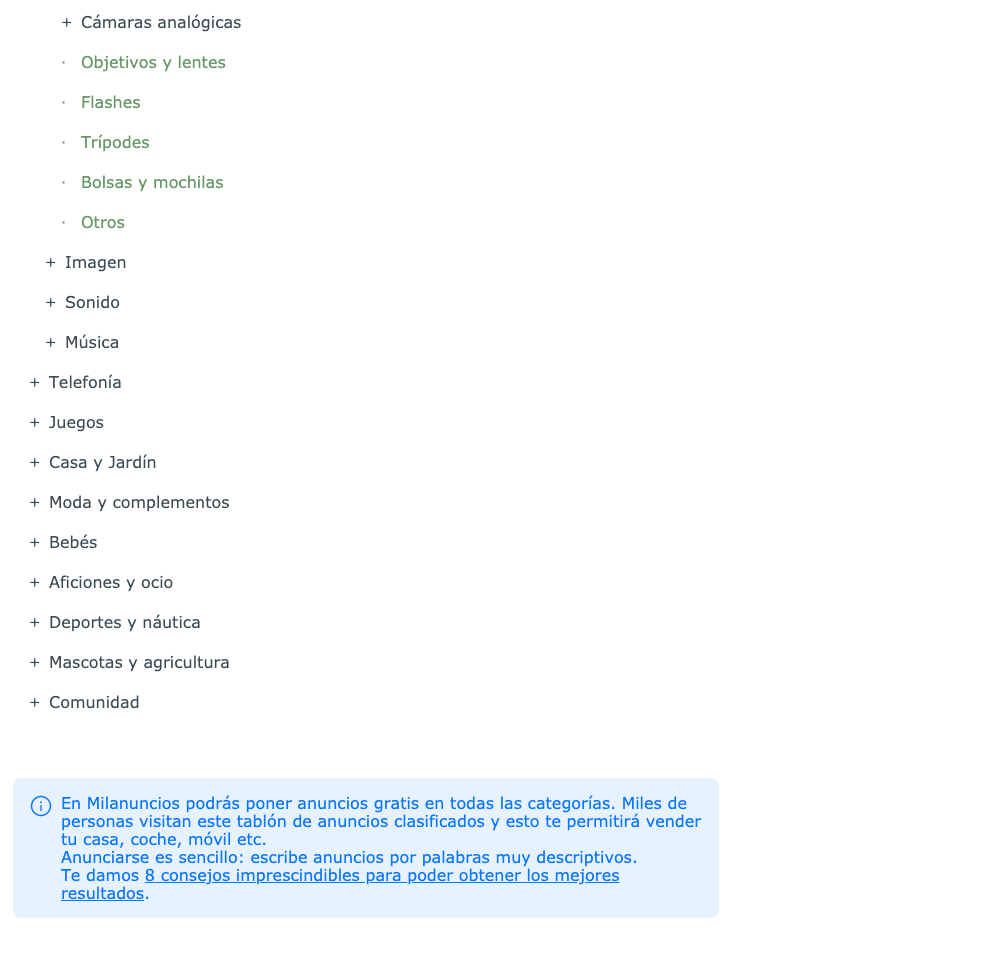 + Cámaras analógicas
· Objetivos y lentes
· Flashes
· Trípodes
· Bolsas y mochilas
· Otros
+ Imagen
+ Sonido
+ Música
+ Telefonía
+ Juegos
+ Casa y Jardín
+ Moda y complementos
+ Bebés
+ Aficiones y ocio
+ Deportes y náutica
+ Mascotas y agricultura
+ Comunidad
En Milanuncios podrás poner anuncios gratis en todas las categorías. Miles de
personas visitan este tablón de anuncios clasificados y esto te permitirá vender
tu casa, coche, móvil etc.
Anunciarse es sencillo: escribe anuncios por palabras muy descriptivos.
Te damos 8 consejos imprescindibles para poder obtener los mejores
resultados.